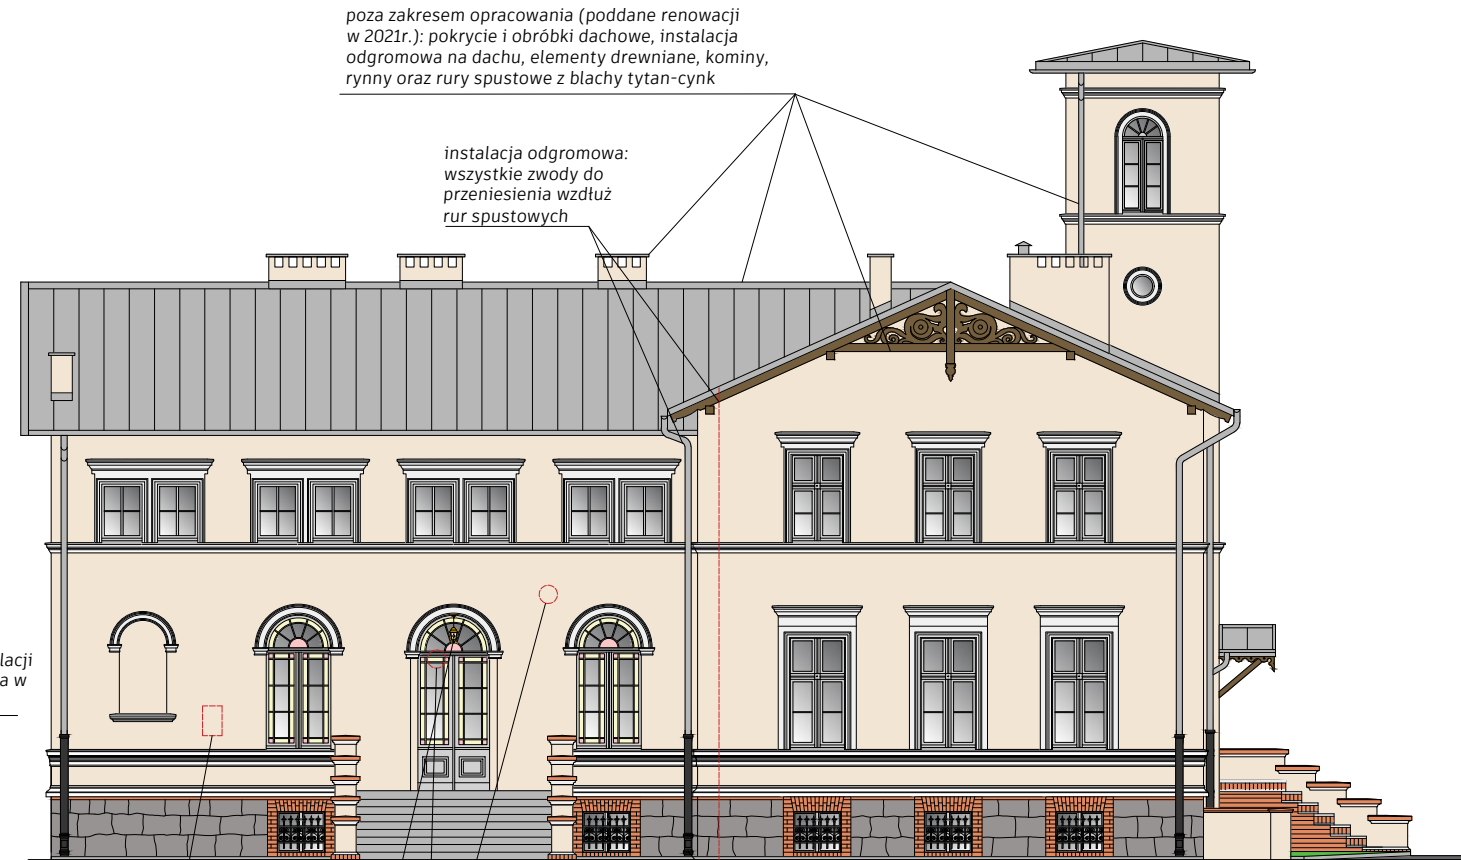 poza zakresem opracowania (poddane renowacji
w 2021r.): pokrycie i obróbki dachowe, instalacja
odgromowa na dachu, elementy drewniane, kominy,
rynny oraz rury spustowe z blachy tytan-cynk
instalacja odgromowa:
wszystkie zwody do
przeniesienia wzdłuż
rur spustowych
lacji
a w